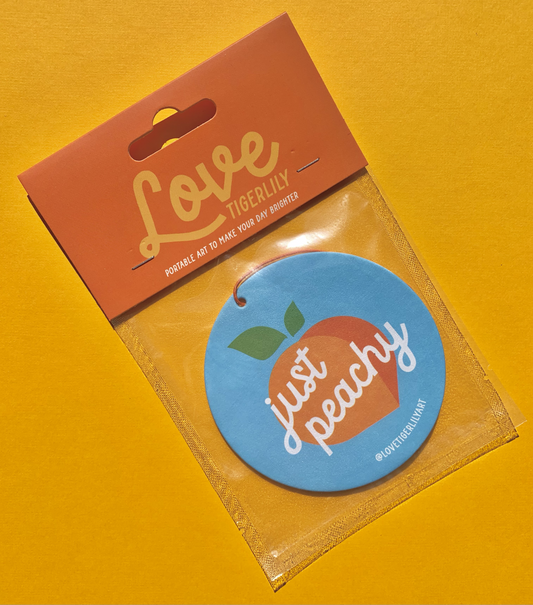 Love
TIGERLILY
PORTABLE ART TO MAKE YOUR DAY BRIGHTER
just
peachy
@LOVETIGERLILYART